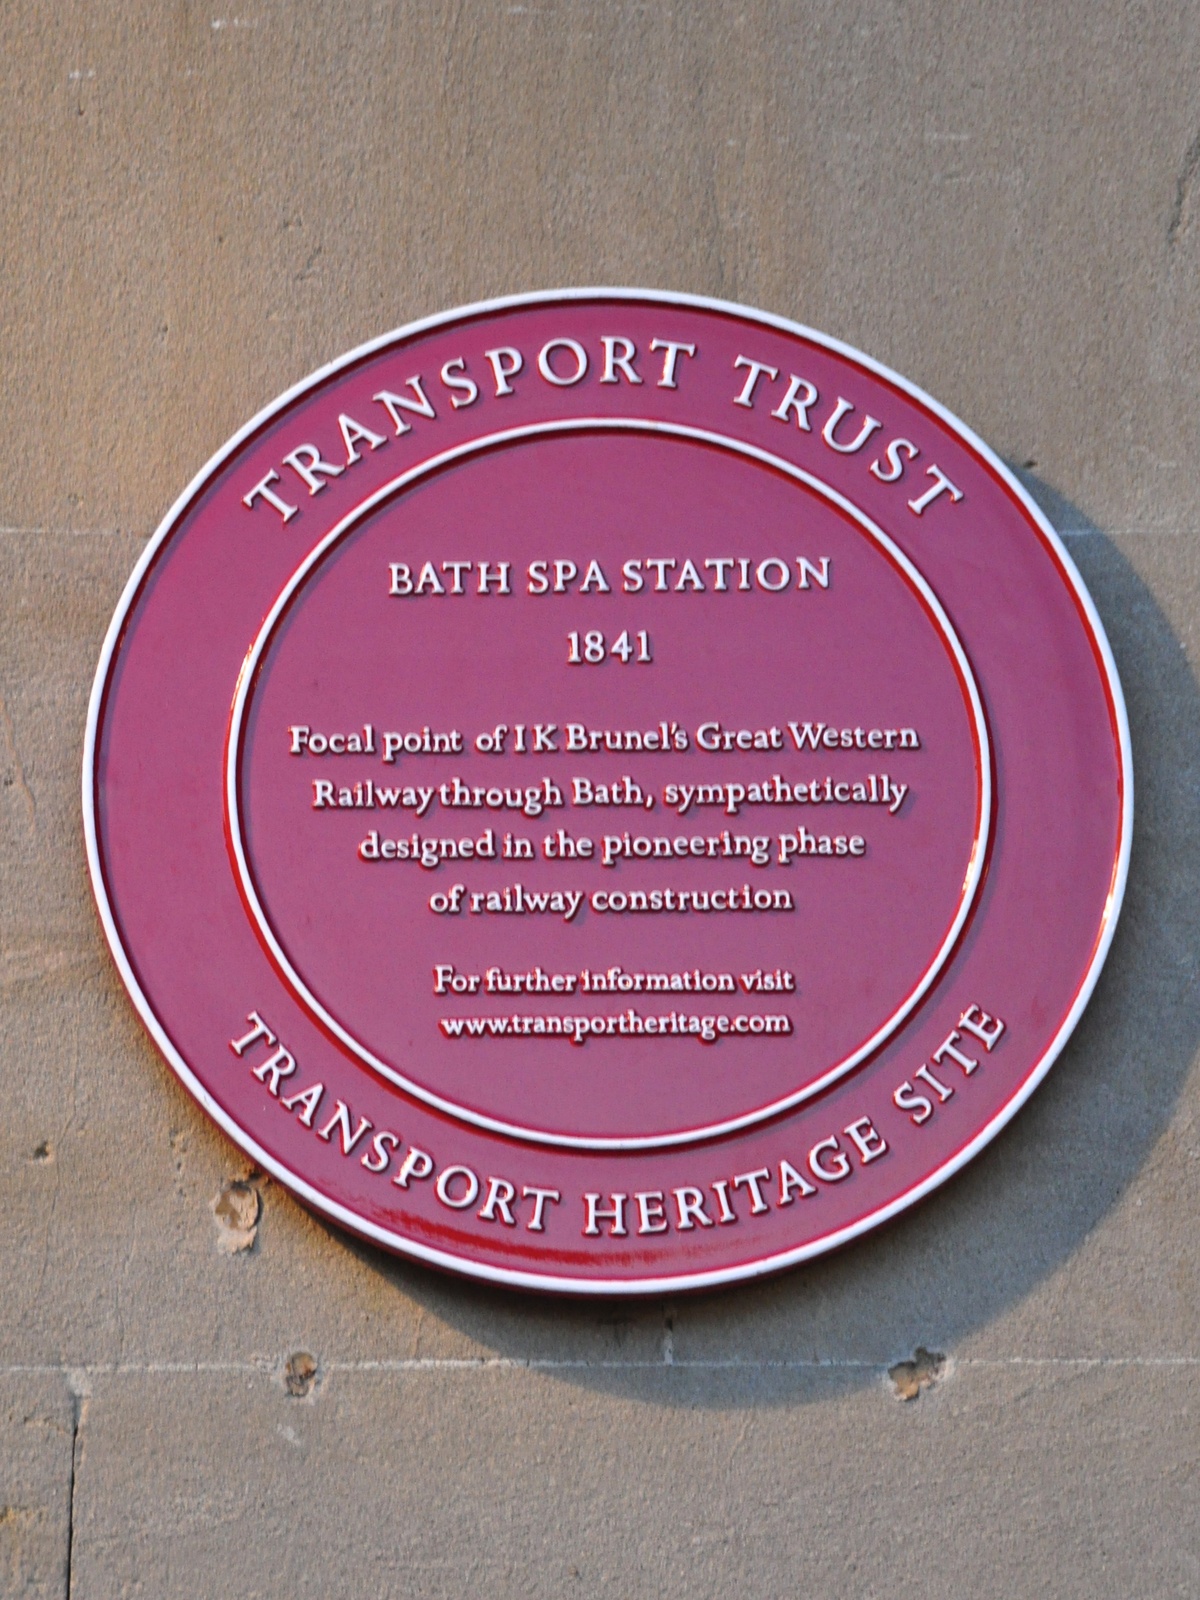 TRANSPORT TRUST
BATH SPA STATION
1841
Focal point of I K Brunel's Great Western
Railway through Bath, sympathetically
designed in the pioneering phase
of railway construction
For further information visit
www.transportheritage.com
TRANSPORT HERITAGE SITE